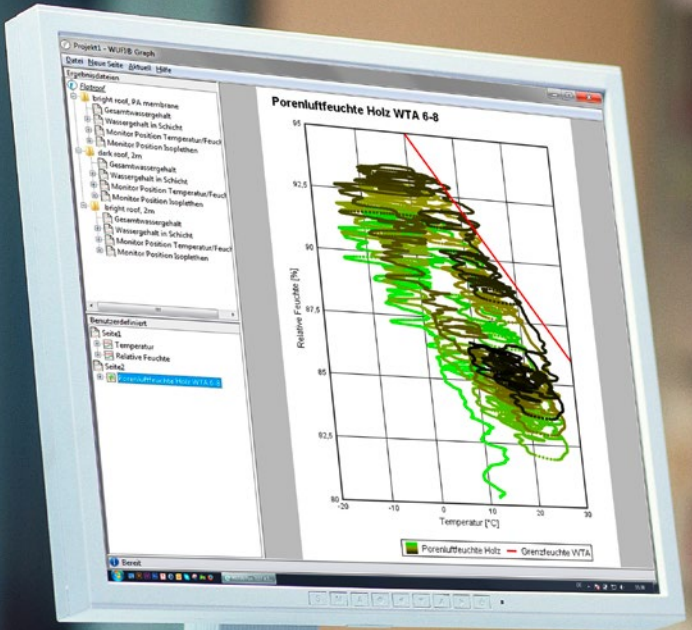 Projekt1 - WUFI® Graph
Datei Neue Seite Aktuell Hilfe
Ergebnisdateien
Flatroof
bright roof, PA membrane
Gesamtwassergehalt
Wassergehalt in Schicht
Monitor Position Temperatur/Feuch
Monitor Position Isoplethen
dark roof, 2m
Gesamtwassergehalt
Wassergehalt in Schicht
Monitor Position Temperatur/Feuch
Monitor Position Isoplethen
bright roof, 2m
Gesamtwassergehalt
Wassergehalt in Schicht
Monitor Position Temperatur/Feuch
Monitor Position Isoplethen
Benutzerdefiniert
Seite1
Temperatur
Relative Feuchte
Seite2
Porenluftfeuchte Holz WTA 6-8
Porenluftfeuchte Holz WTA 6-8
95
92,5
90
87,5
85
82,5
80
Relative Feuchte [%]
-20 -10 0 10 20 30
Temperatur [°C]
Porenluftfeuchte Holz Grenzfeuchte WTA
Bereit